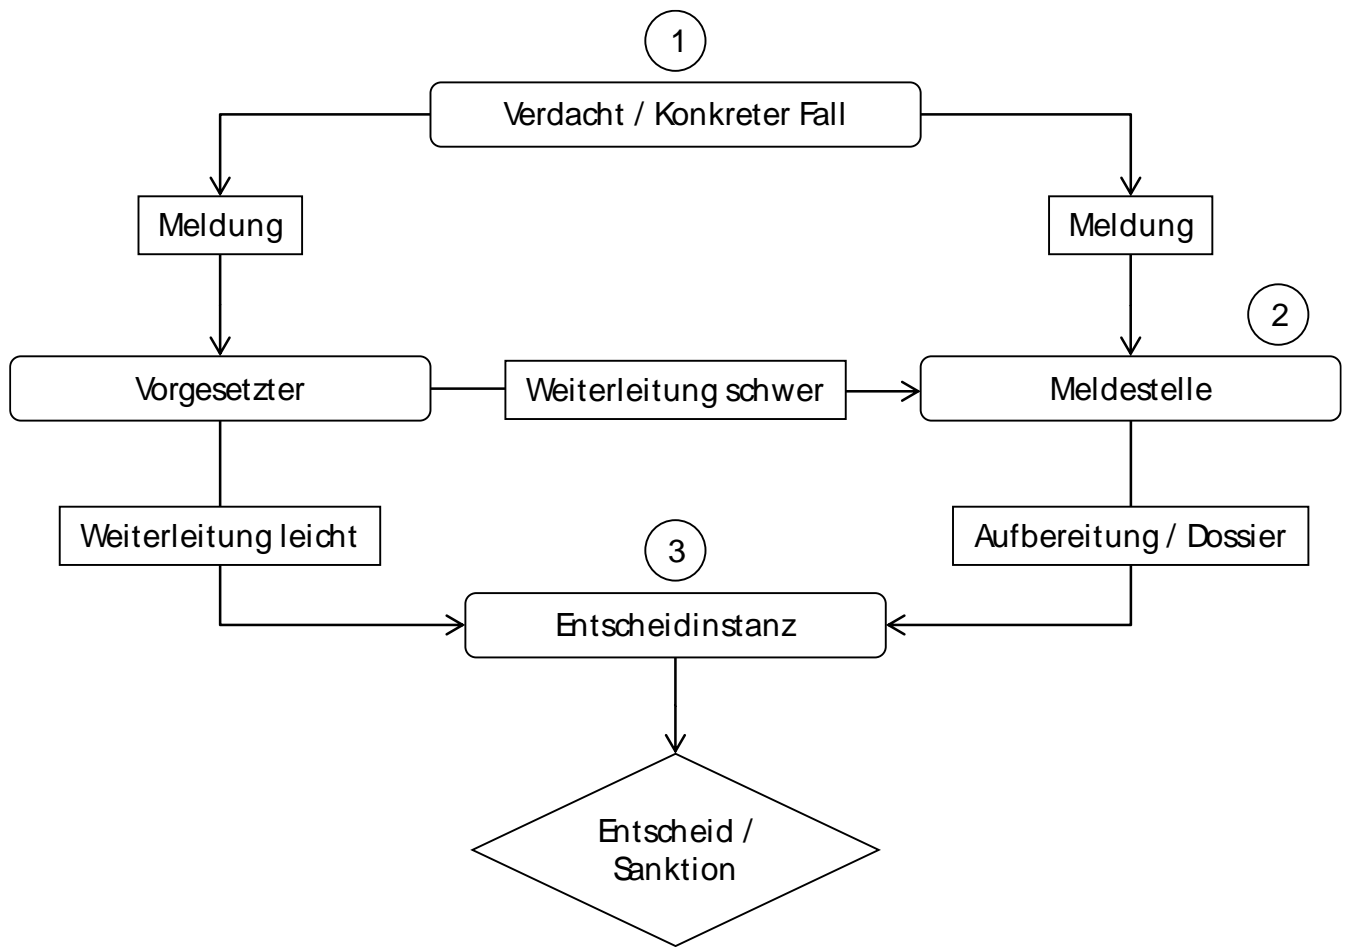 1
Verdacht / Konkreter Fall
Meldung
Meldung
2
Vorgesetzter
Weiterleitung schwer
Meldestelle
Weiterleitung leicht
3
Aufbereitung / Dossier
Entscheidinstanz
Entscheid /
Sanktion